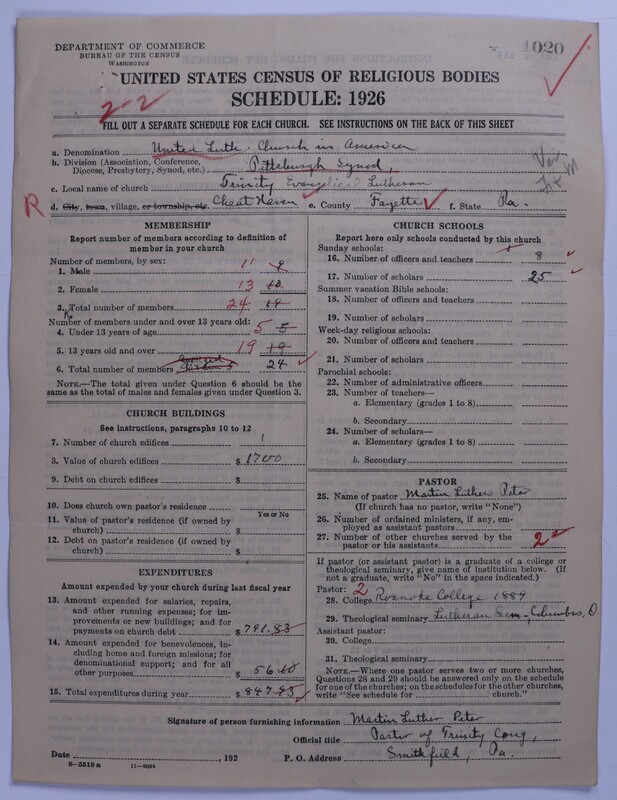 DEPARTMENT OF COMMERCE
BUREAU OF THE CENSUS
WASHINGTON
1020
UNITED STATES CENSUS OF RELIGIOUS BODIES
SCHEDULE: 1926
2-2
FILL OUT A SEPARATE SCHEDULE FOR EACH CHURCH. SEE INSTRUCTIONS ON THE BACK OF THIS SHEET
a. Denomination United Luth. Church in America
b. Division (Association, Conference, Diocese, Presbytery, Synod, etc.) Pittsburgh Synod,
c. Local name of church Trinity Evangelical Lutheran
R d. City, town, village, or township, etc. Cheat Haven e. County Fayette f. State Pa.
MEMBERSHIP
Report number of members according to definition of member in your church
Number of members, by sex:
1. Male 11
2. Female 13
3. Total number of members 24 19
Number of members under and over 13 years old:
4. Under 13 years of age 5 5
5. 13 years old and over 19 19
6. Total number of members 24
NOTE.—The total given under Question 6 should be the same as the total of males and females given under Question 3.
CHURCH BUILDINGS
See instructions, paragraphs 10 to 12
7. Number of church edifices 1
8. Value of church edifices $ 1700
9. Debt on church edifices $
10. Does church own pastor's residence?
Yes or No
11. Value of pastor's residence (if owned by church) $
12. Debt on pastor's residence (if owned by church) $
EXPENDITURES
Amount expended by your church during last fiscal year
13. Amount expended for salaries, repairs, and other running expenses; for improvements or new buildings; and for payments on church debt $ 791.83
14. Amount expended for benevolences, including home and foreign missions; for denominational support; and for all other purposes $ 56.10
15. Total expenditures during year $ 847.93
CHURCH SCHOOLS
Report here only schools conducted by this church
Sunday schools:
16. Number of officers and teachers 8
17. Number of scholars 25
Summer vacation Bible schools:
18. Number of officers and teachers
19. Number of scholars
Week-day religious schools:
20. Number of officers and teachers
21. Number of scholars
Parochial schools:
22. Number of administrative officers
23. Number of teachers—
a. Elementary (grades 1 to 8)
b. Secondary
24. Number of scholars—
a. Elementary (grades 1 to 8)
b. Secondary
PASTOR
25. Name of pastor Martin Luther Peter
(If church has no pastor, write "None")
26. Number of ordained ministers, if any, employed as assistant pastors
27. Number of other churches served by the pastor or his assistants 2
If pastor (or assistant pastor) is a graduate of a college or theological seminary, give name of institution below. (If not a graduate, write "No" in the space indicated.)
Pastor: 2
28. College Roanoke College 1889
29. Theological seminary Lutheran Sem. Columbus, O
Assistant pastor:
30. College
31. Theological seminary
NOTE.—Where one pastor serves two or more churches, Questions 28 and 29 should be answered only on the schedule for one of the churches; on the schedules for the other churches, write "See schedule for church."
Signature of person furnishing information Martin Luther Peter
Official title Pastor of Trinity Cong,
Date , 192 P. O. Address Smithfield, Pa.
8—5518 a 11—9054